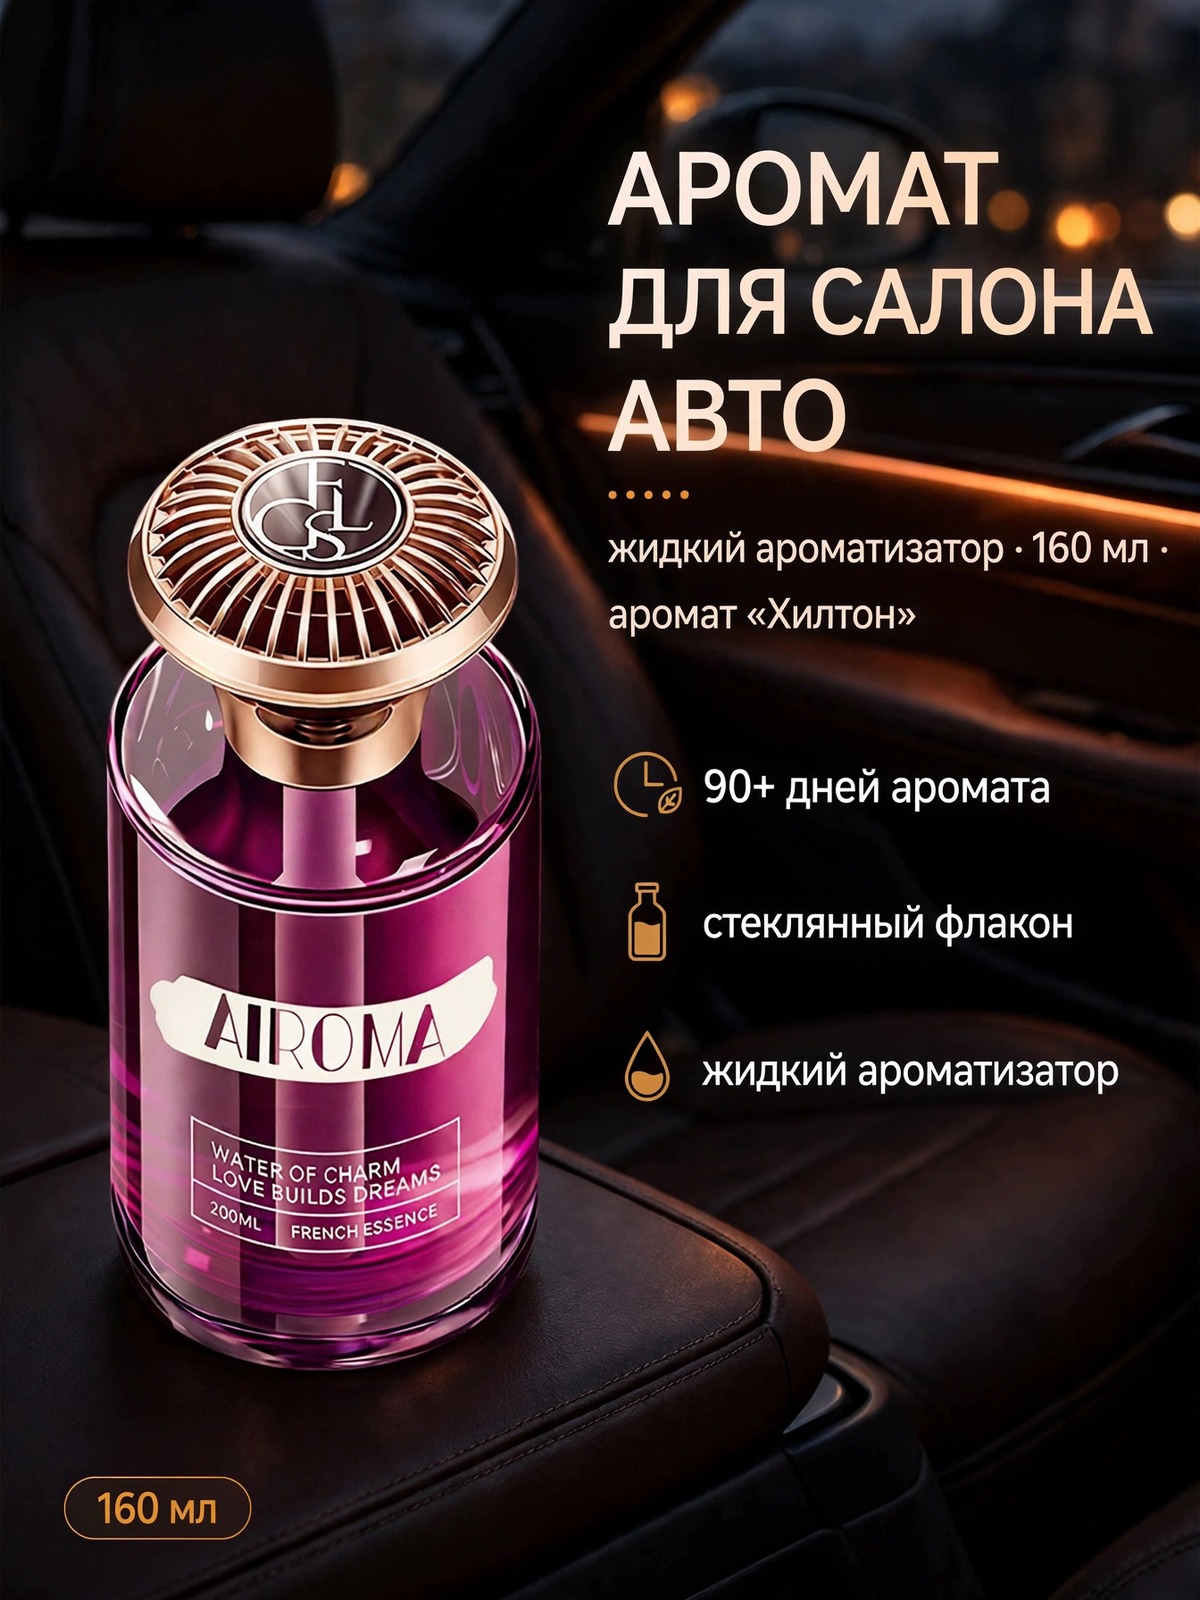 АРОМАТ
ДЛЯ САЛОНА
АВТО
жидкий ароматизатор · 160 мл ·
аромат «Хилтон»
90+ дней аромата
стеклянный флакон
жидкий ароматизатор
FLCS
AIROMA
WATER OF CHARM
LOVE BUILDS DREAMS
200ML FRENCH ESSENCE
160 мл